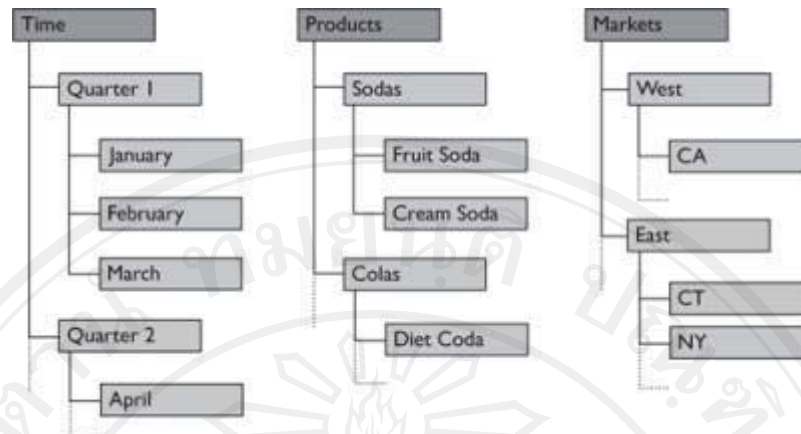 Time
Quarter 1
January
February
March
Quarter 2
April
Products
Sodas
Fruit Soda
Cream Soda
Colas
Diet Coda
Markets
West
CA
East
CT
NY